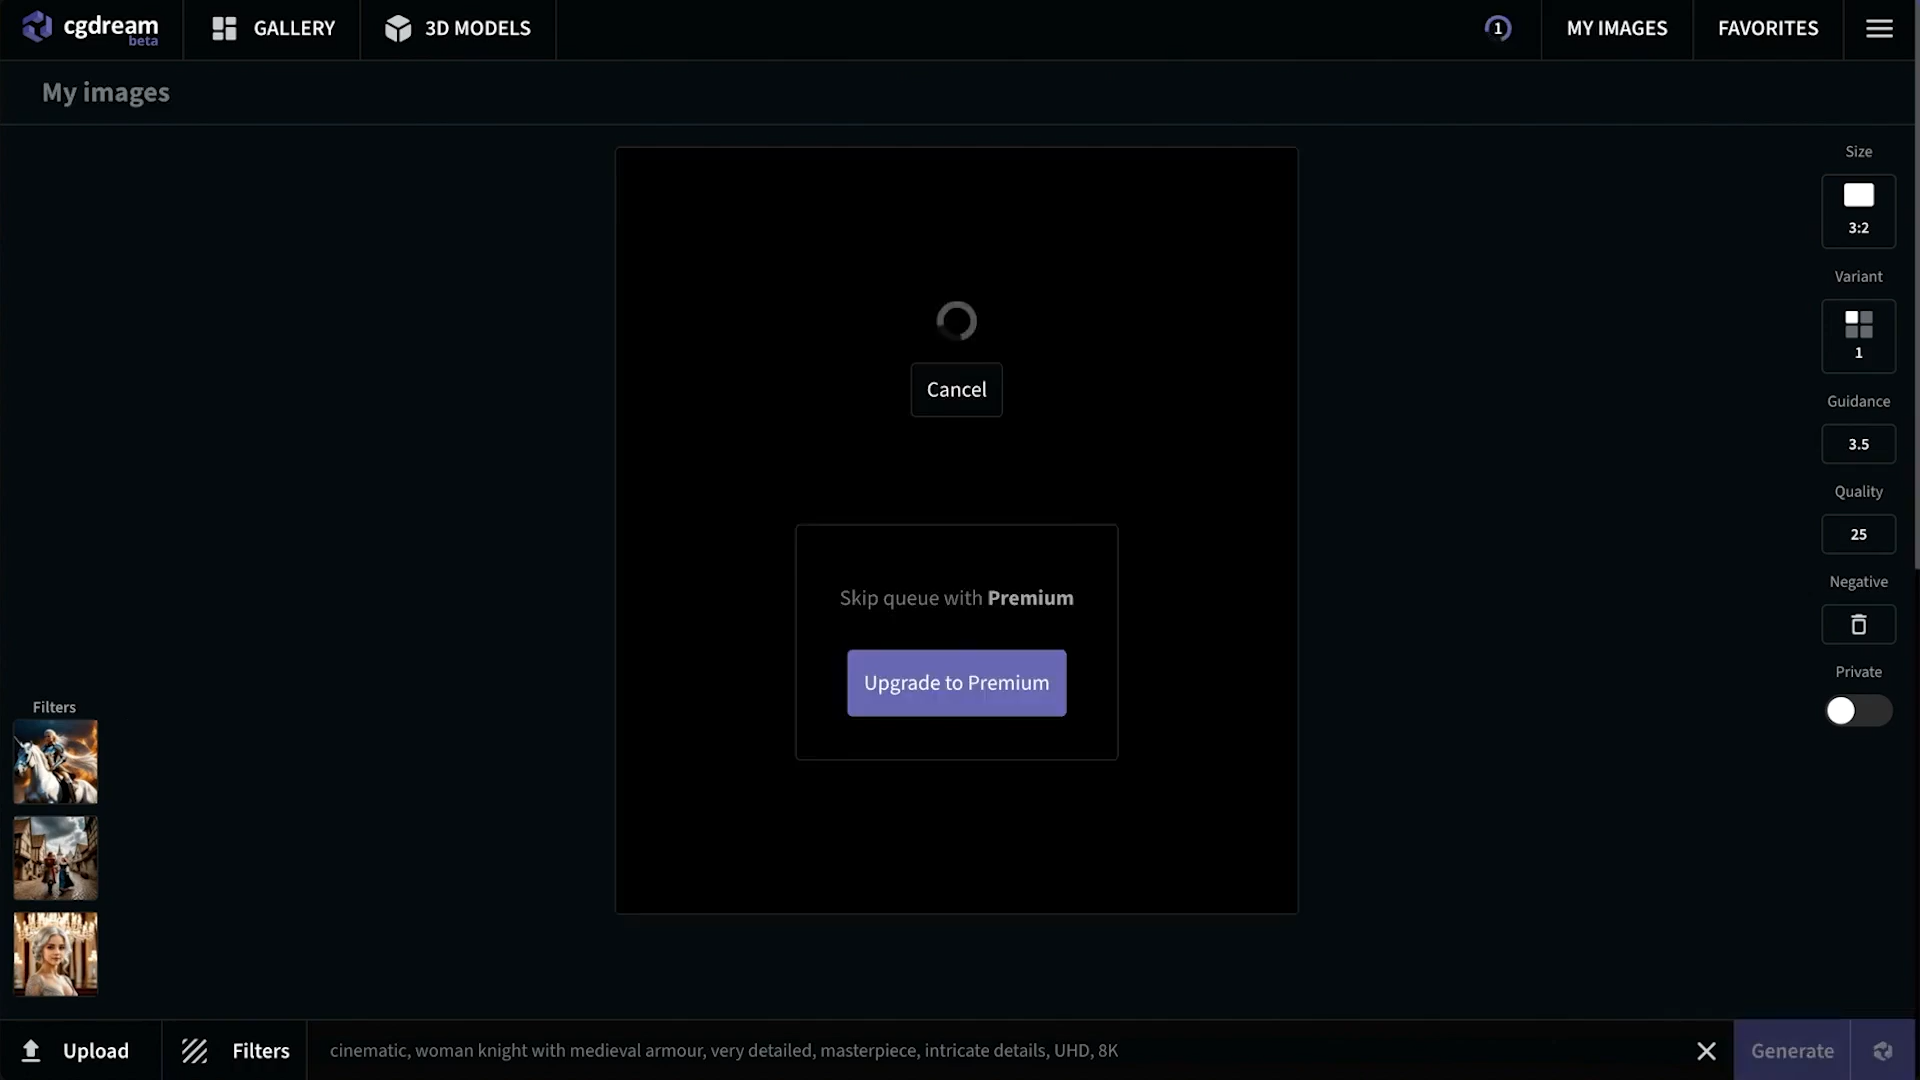 cgdream
beta
GALLERY
3D MODELS
1
MY IMAGES
FAVORITES
My images
Size
3:2
Variant
1
Guidance
3.5
Quality
25
Negative
Private
Cancel
Skip queue with Premium
Upgrade to Premium
Filters
Upload
Filters
cinematic, woman knight with medieval armour, very detailed, masterpiece, intricate details, UHD, 8K
Generate